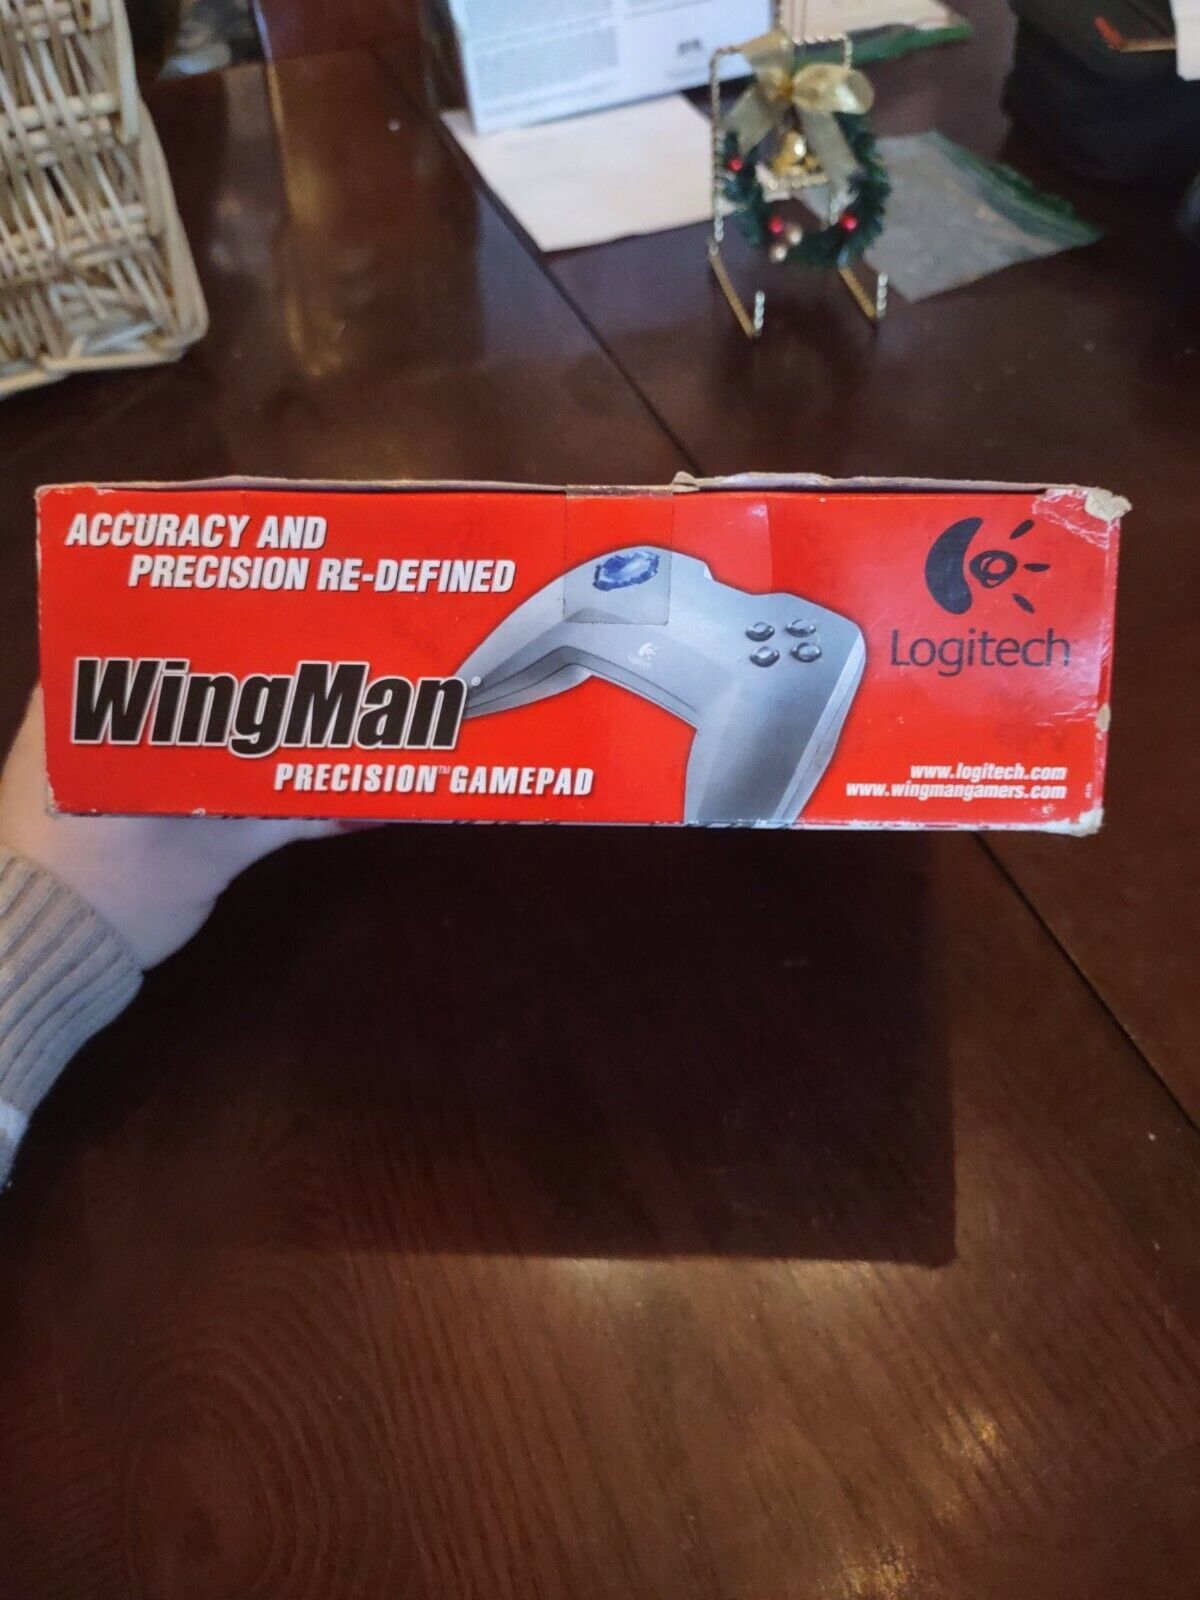 ACCURACY AND
PRECISION RE-DEFINED
WingMan®
PRECISION™ GAMEPAD
Logitech
www.logitech.com
www.wingmangamers.com